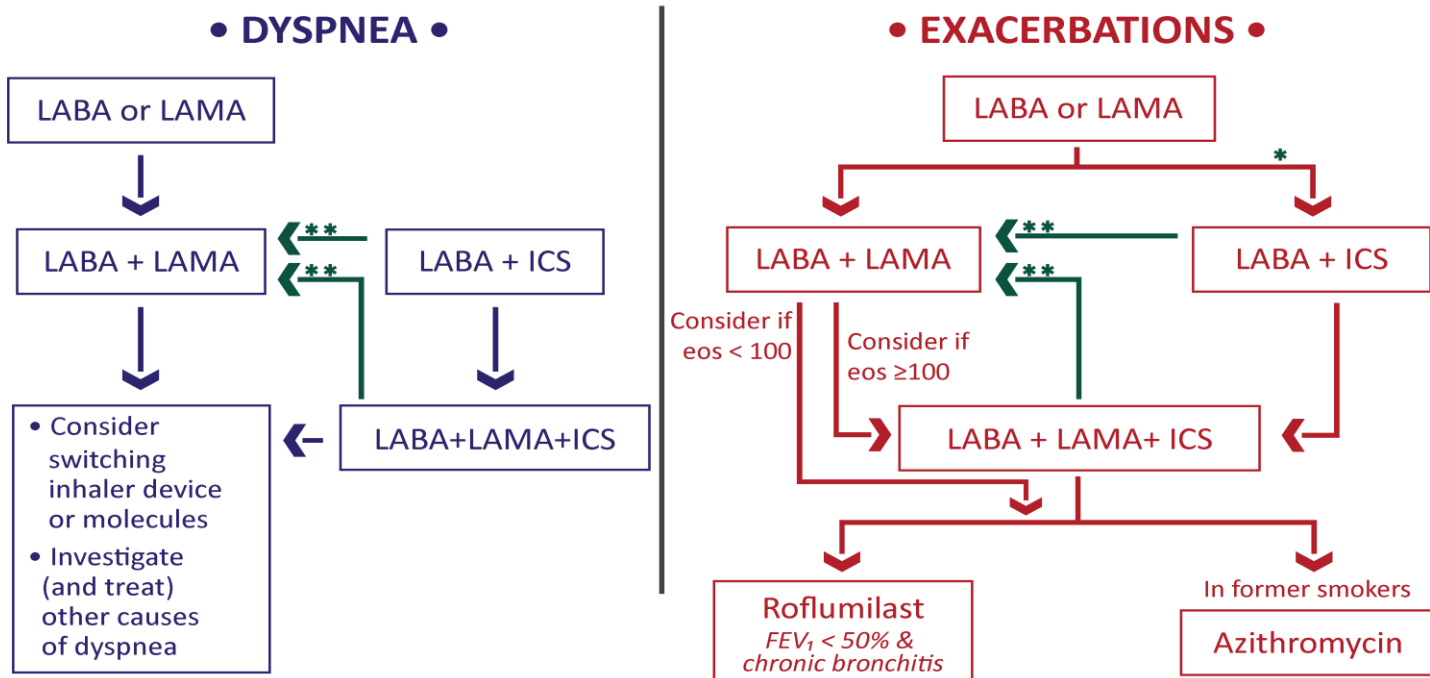 • DYSPNEA •
LABA or LAMA
LABA + LAMA
**
**
LABA + ICS
• Consider
switching
inhaler device
or molecules
• Investigate
(and treat)
other causes
of dyspnea
LABA+LAMA+ICS
• EXACERBATIONS •
LABA or LAMA
*
LABA + LAMA
**
**
LABA + ICS
Consider if
eos < 100
Consider if
eos ≥100
LABA + LAMA+ ICS
Roflumilast
FEV₁ < 50% &
chronic bronchitis
In former smokers
Azithromycin